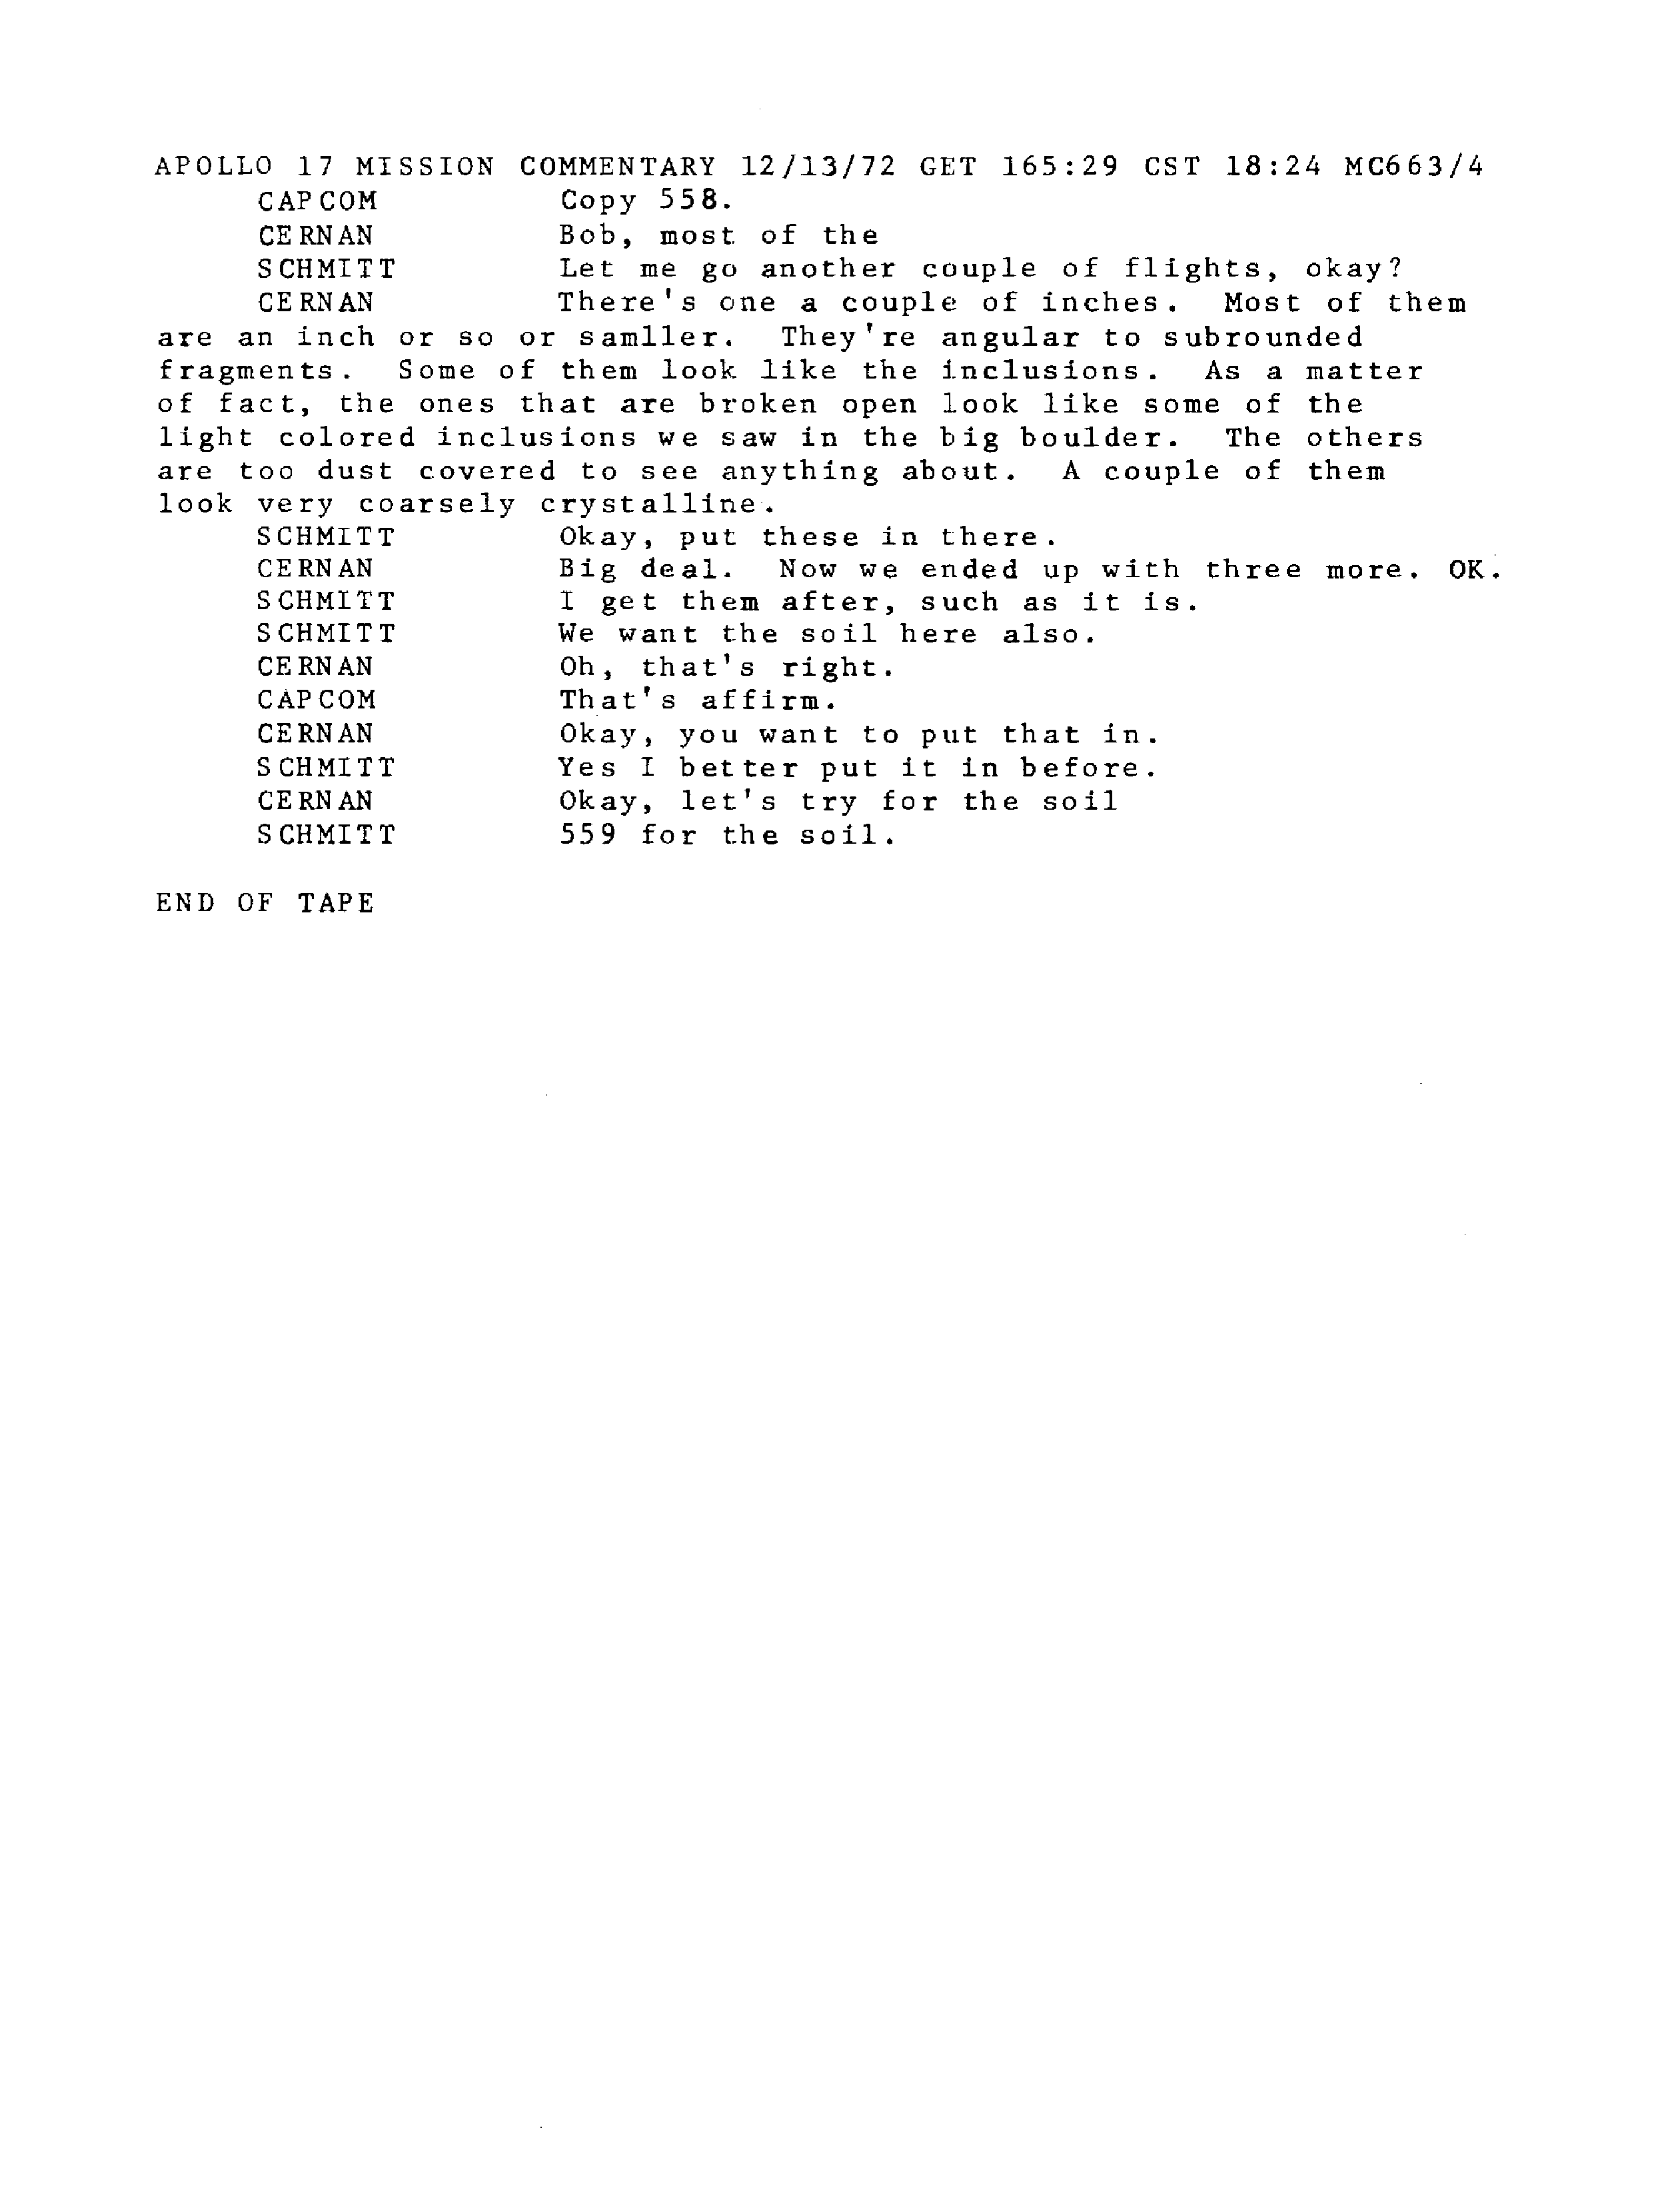 APOLLO 17 MISSION COMMENTARY 12/13/72 GET 165:29 CST 18:24 MC663/4
CAPCOM Copy 558.
CERNAN Bob, most of the
SCHMITT Let me go another couple of flights, okay?
CERNAN There's one a couple of inches. Most of them
are an inch or so or samller. They're angular to subrounded
fragments. Some of them look like the inclusions. As a matter
of fact, the ones that are broken open look like some of the
light colored inclusions we saw in the big boulder. The others
are too dust covered to see anything about. A couple of them
look very coarsely crystalline.
SCHMITT Okay, put these in there.
CERNAN Big deal. Now we ended up with three more. OK.
SCHMITT I get them after, such as it is.
SCHMITT We want the soil here also.
CERNAN Oh, that's right.
CAPCOM That's affirm.
CERNAN Okay, you want to put that in.
SCHMITT Yes I better put it in before.
CERNAN Okay, let's try for the soil
SCHMITT 559 for the soil.
END OF TAPE